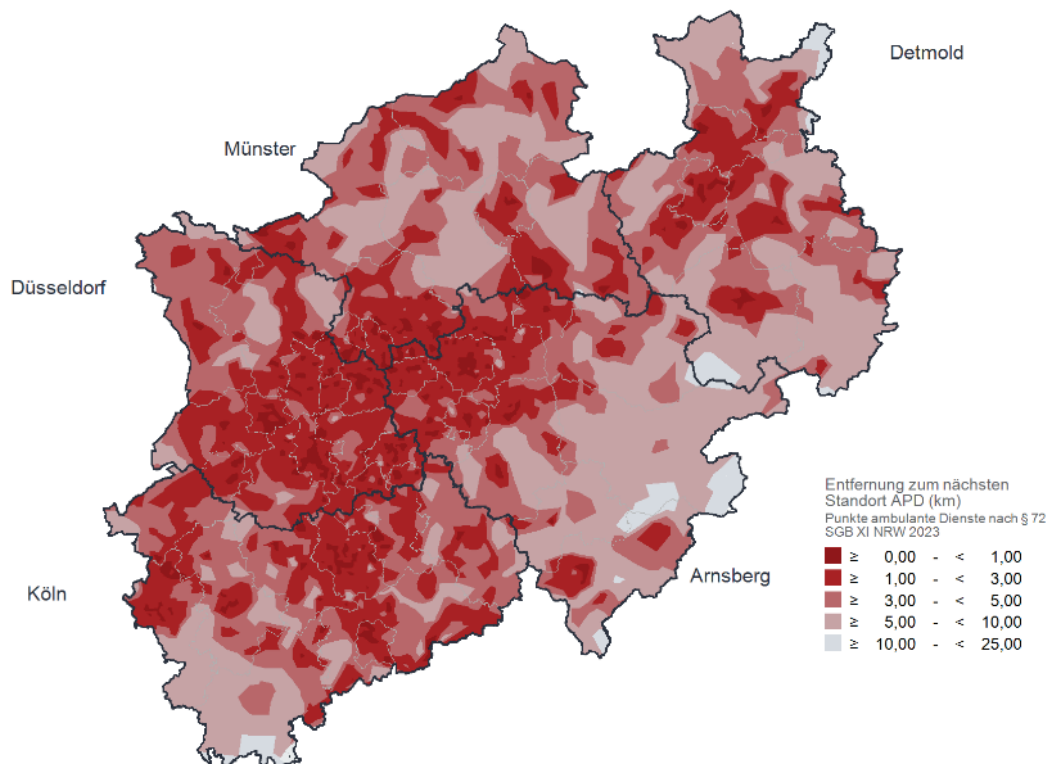 Detmold
Münster
Düsseldorf
Entfernung zum nächsten
Standort APD (km)
Punkte ambulante Dienste nach § 72
SGB XI NRW 2023
≥ 0,00 - < 1,00
≥ 1,00 - < 3,00
≥ 3,00 - < 5,00
≥ 5,00 - < 10,00
≥ 10,00 - < 25,00
Arnsberg
Köln